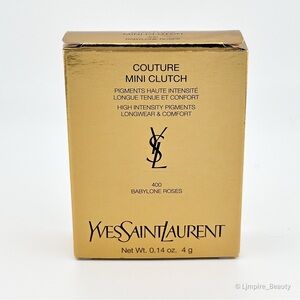 COUTURE
MINI CLUTCH
PIGMENTS HAUTE INTENSITÉ
LONGUE TENUE ET CONFORT
HIGH INTENSITY PIGMENTS
LONGWEAR & COMFORT
YSL
400
BABYLONE ROSES
YVESSAINTLAURENT
Net Wt. 0.14 oz. 4 g
© Ljmpire_Beauty